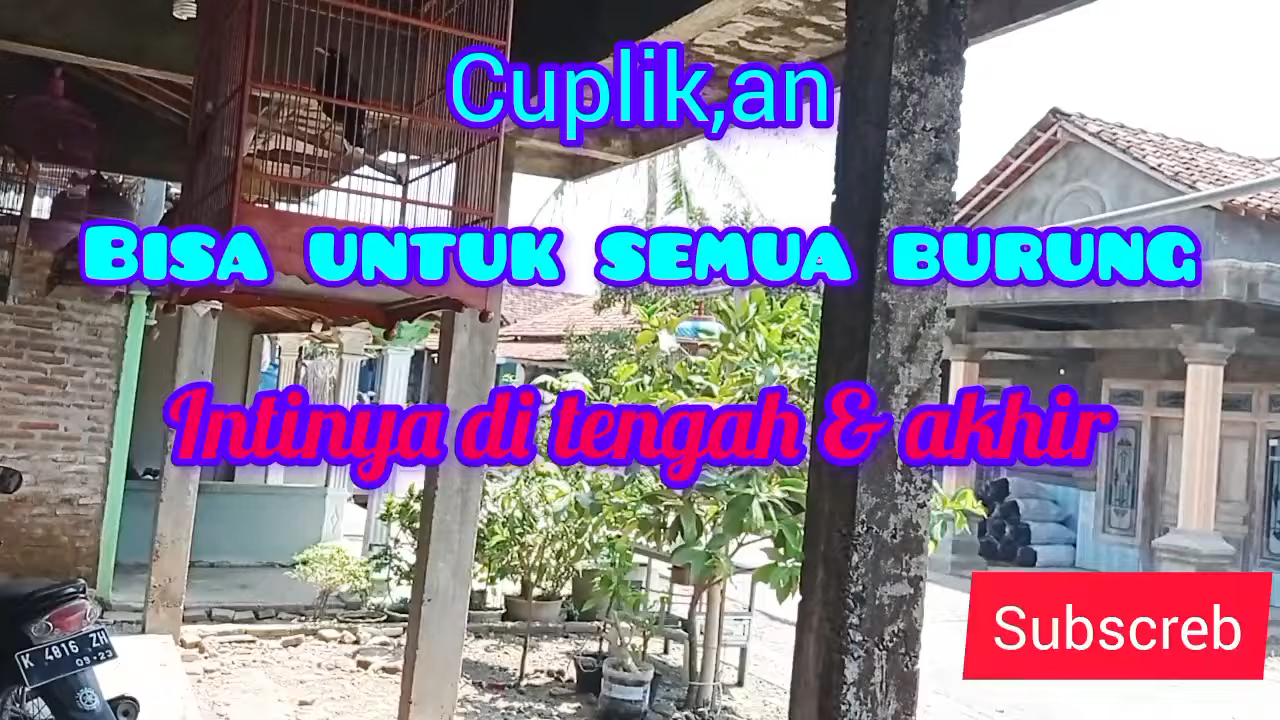 Cuplik,an
BISA UNTUK SEMUA BURUNG
Intinya di tengah & akhir
Subscreb
K 4816 ZH
09-23